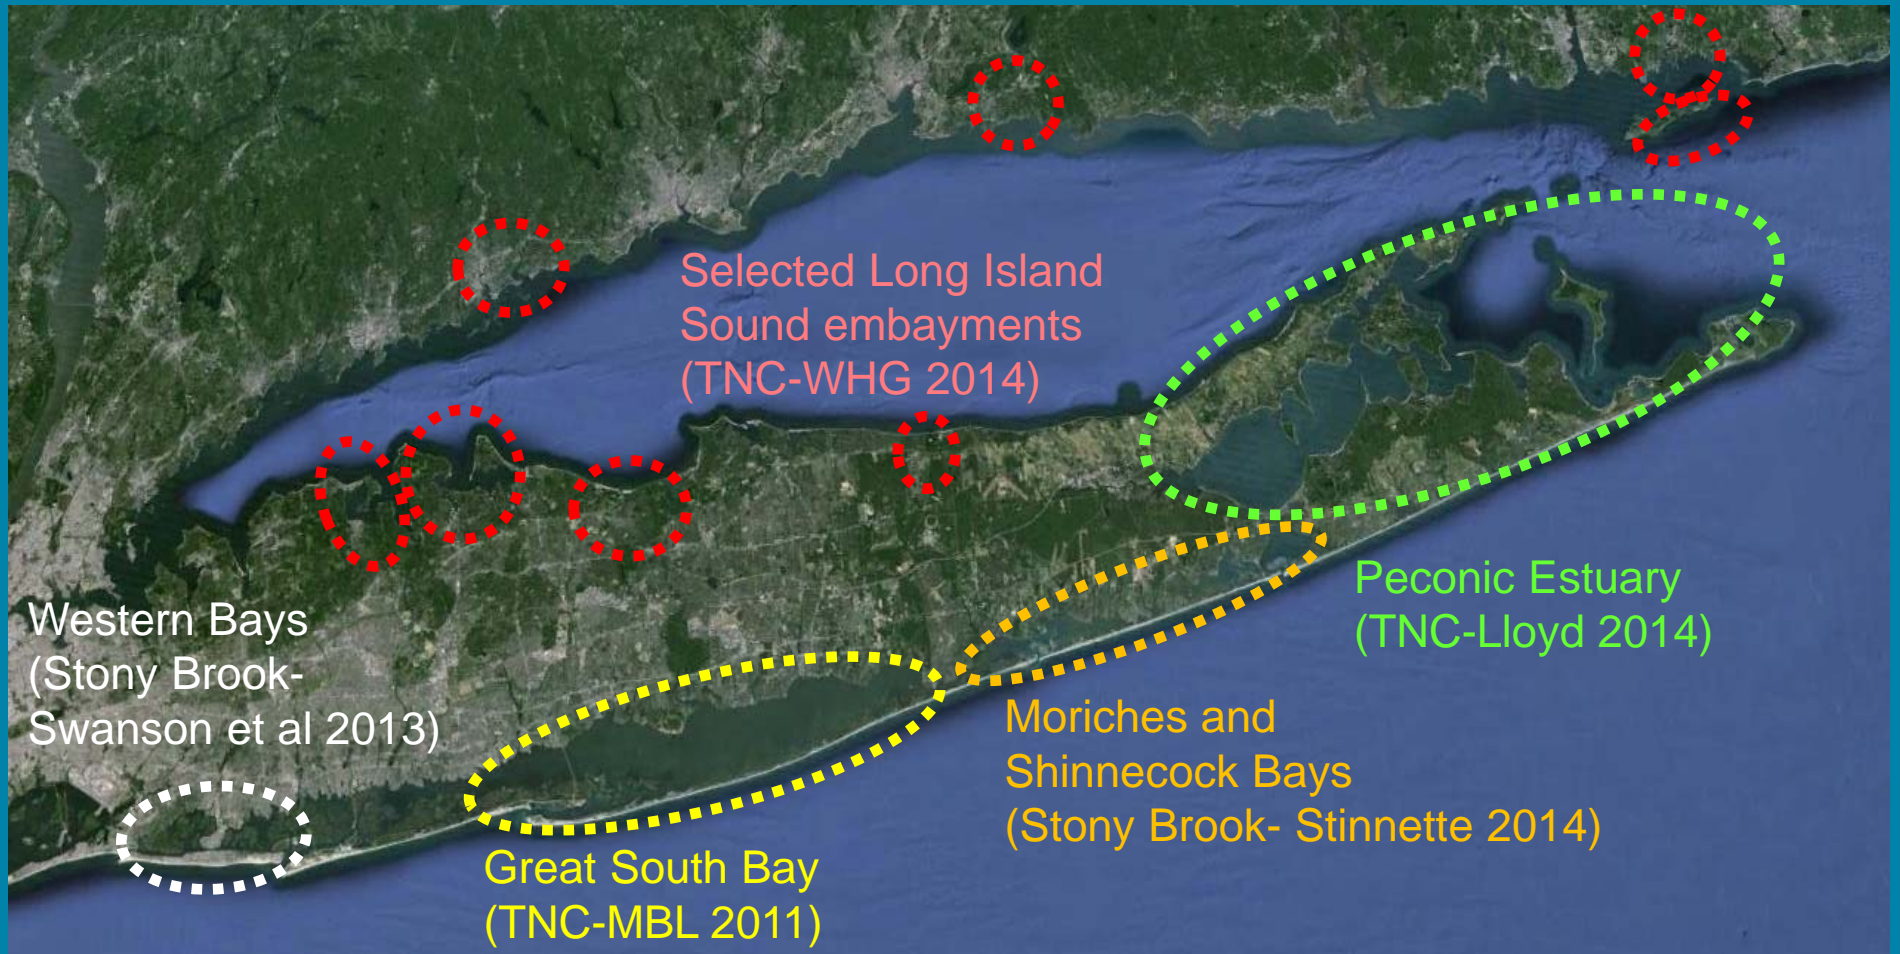 Selected Long Island
Sound embayments
(TNC-WHG 2014)
Peconic Estuary
(TNC-Lloyd 2014)
Western Bays
(Stony Brook-
Swanson et al 2013)
Moriches and
Shinnecock Bays
(Stony Brook- Stinnette 2014)
Great South Bay
(TNC-MBL 2011)